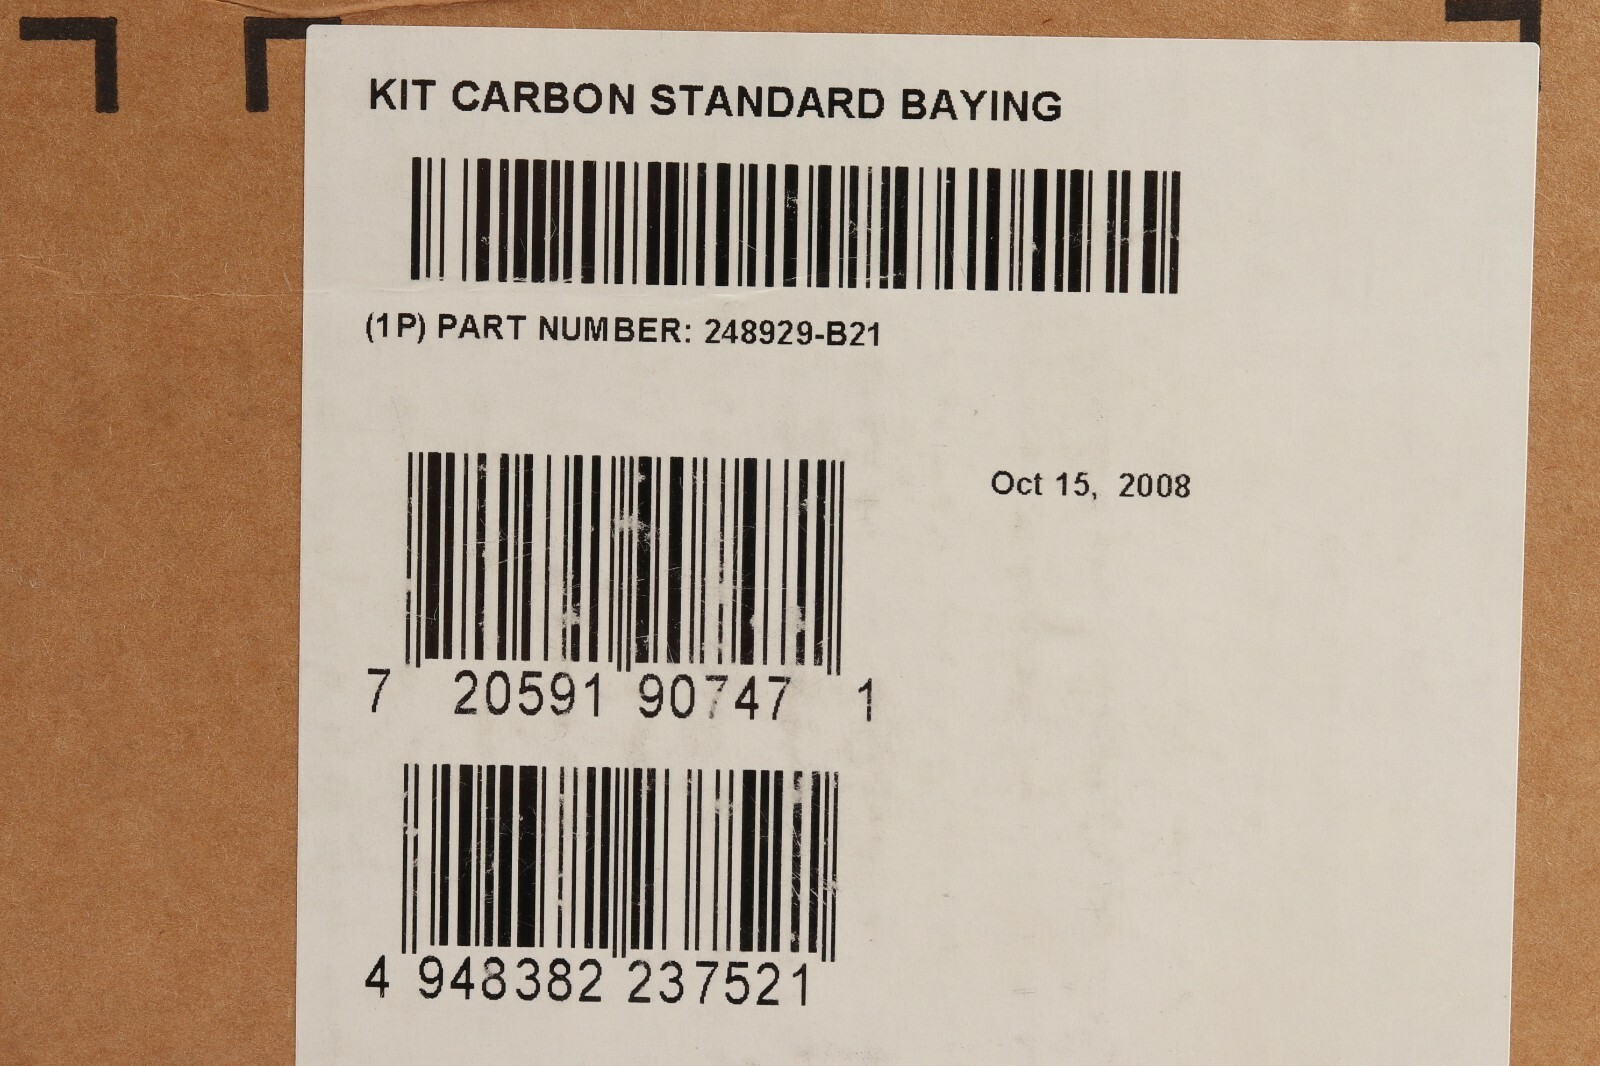 KIT CARBON STANDARD BAYING
(1P) PART NUMBER: 248929-B21
Oct 15, 2008
7 20591 90747 1
4 948382 237521